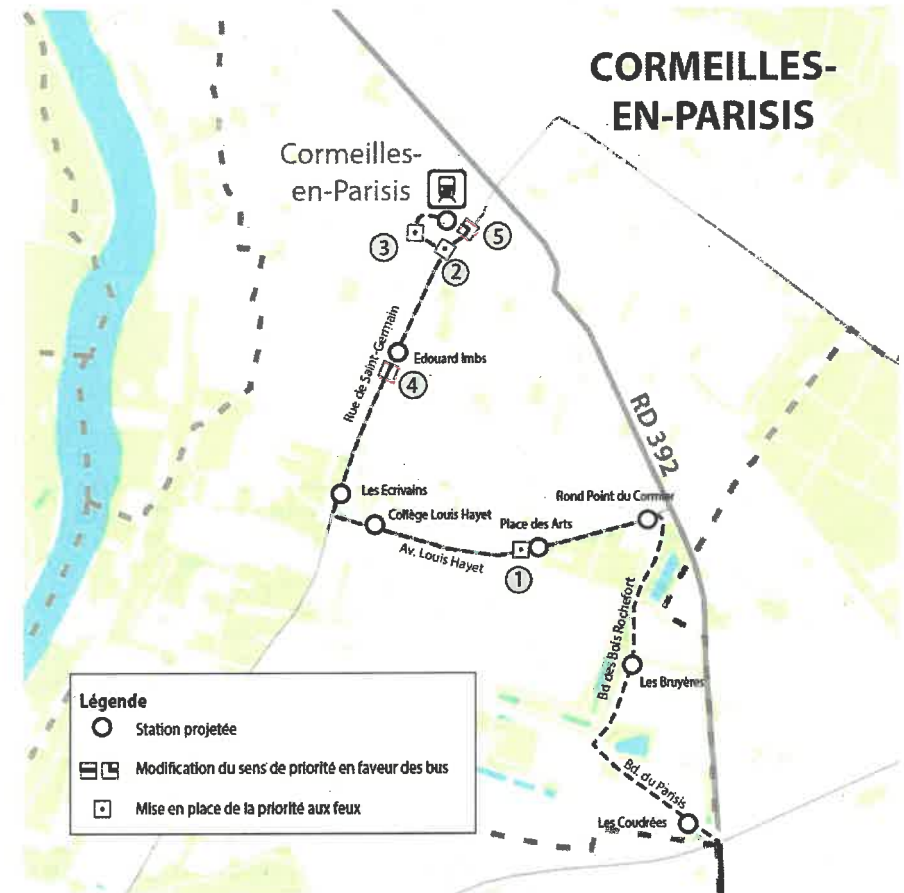 CORMEILLES-
EN-PARISIS
Cormeilles-
en-Parisis
5
3
2
Rue de Saint-Germain
Edouard Imbs
4
RD 392
Les Ecrivains
Rond Point du Cormier
Collège Louis Hayet
Place des Arts
Av. Louis Hayet
1
Bd des Bois Rochefort
Les Bruyères
Bd. du Parisis
Les Coudrées
Légende
Station projetée
Modification du sens de priorité en faveur des bus
Mise en place de la priorité aux feux